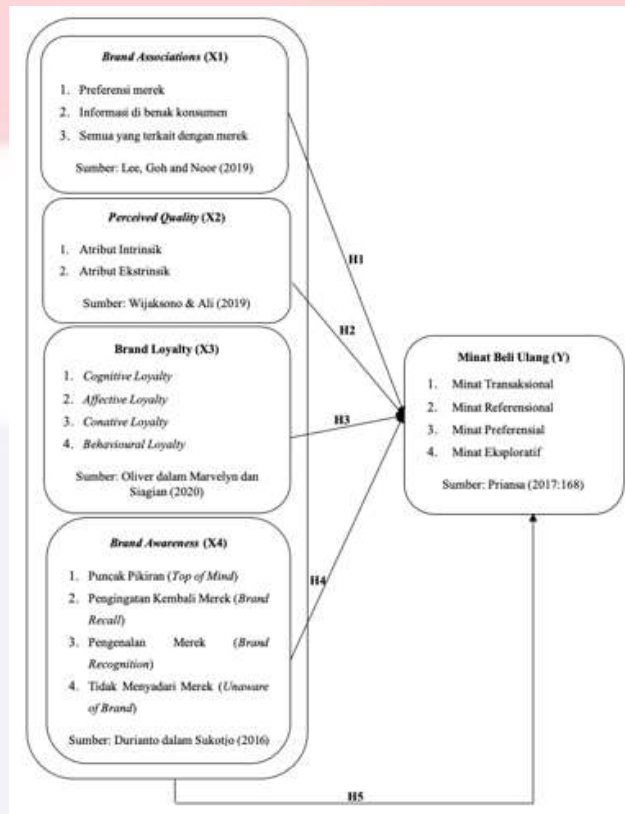 Brand Associations (X1)
1. Preferensi merek
2. Informasi di benak konsumen
3. Semua yang terkait dengan merek
Sumber: Lee, Goh and Noor (2019)
Perceived Quality (X2)
1. Atribut Intrinsik
2. Atribut Ekstrinsik
Sumber: Wijaksono & Ali (2019)
Brand Loyalty (X3)
1. Cognitive Loyalty
2. Affective Loyalty
3. Conative Loyalty
4. Behavioural Loyalty
Sumber: Oliver dalam Marvelyn dan
Siagian (2020)
Brand Awareness (X4)
1. Puncak Pikiran (Top of Mind)
2. Pengingatan Kembali Merek (Brand
Recall)
3. Pengenalan Merek (Brand
Recognition)
4. Tidak Menyadari Merek (Unaware
of Brand)
Sumber: Durianto dalam Sukotjo (2016)
H1
H2
H3
H4
H5
Minat Beli Ulang (Y)
1. Minat Transaksional
2. Minat Referensional
3. Minat Preferensial
4. Minat Eksploratif
Sumber: Priansa (2017:168)